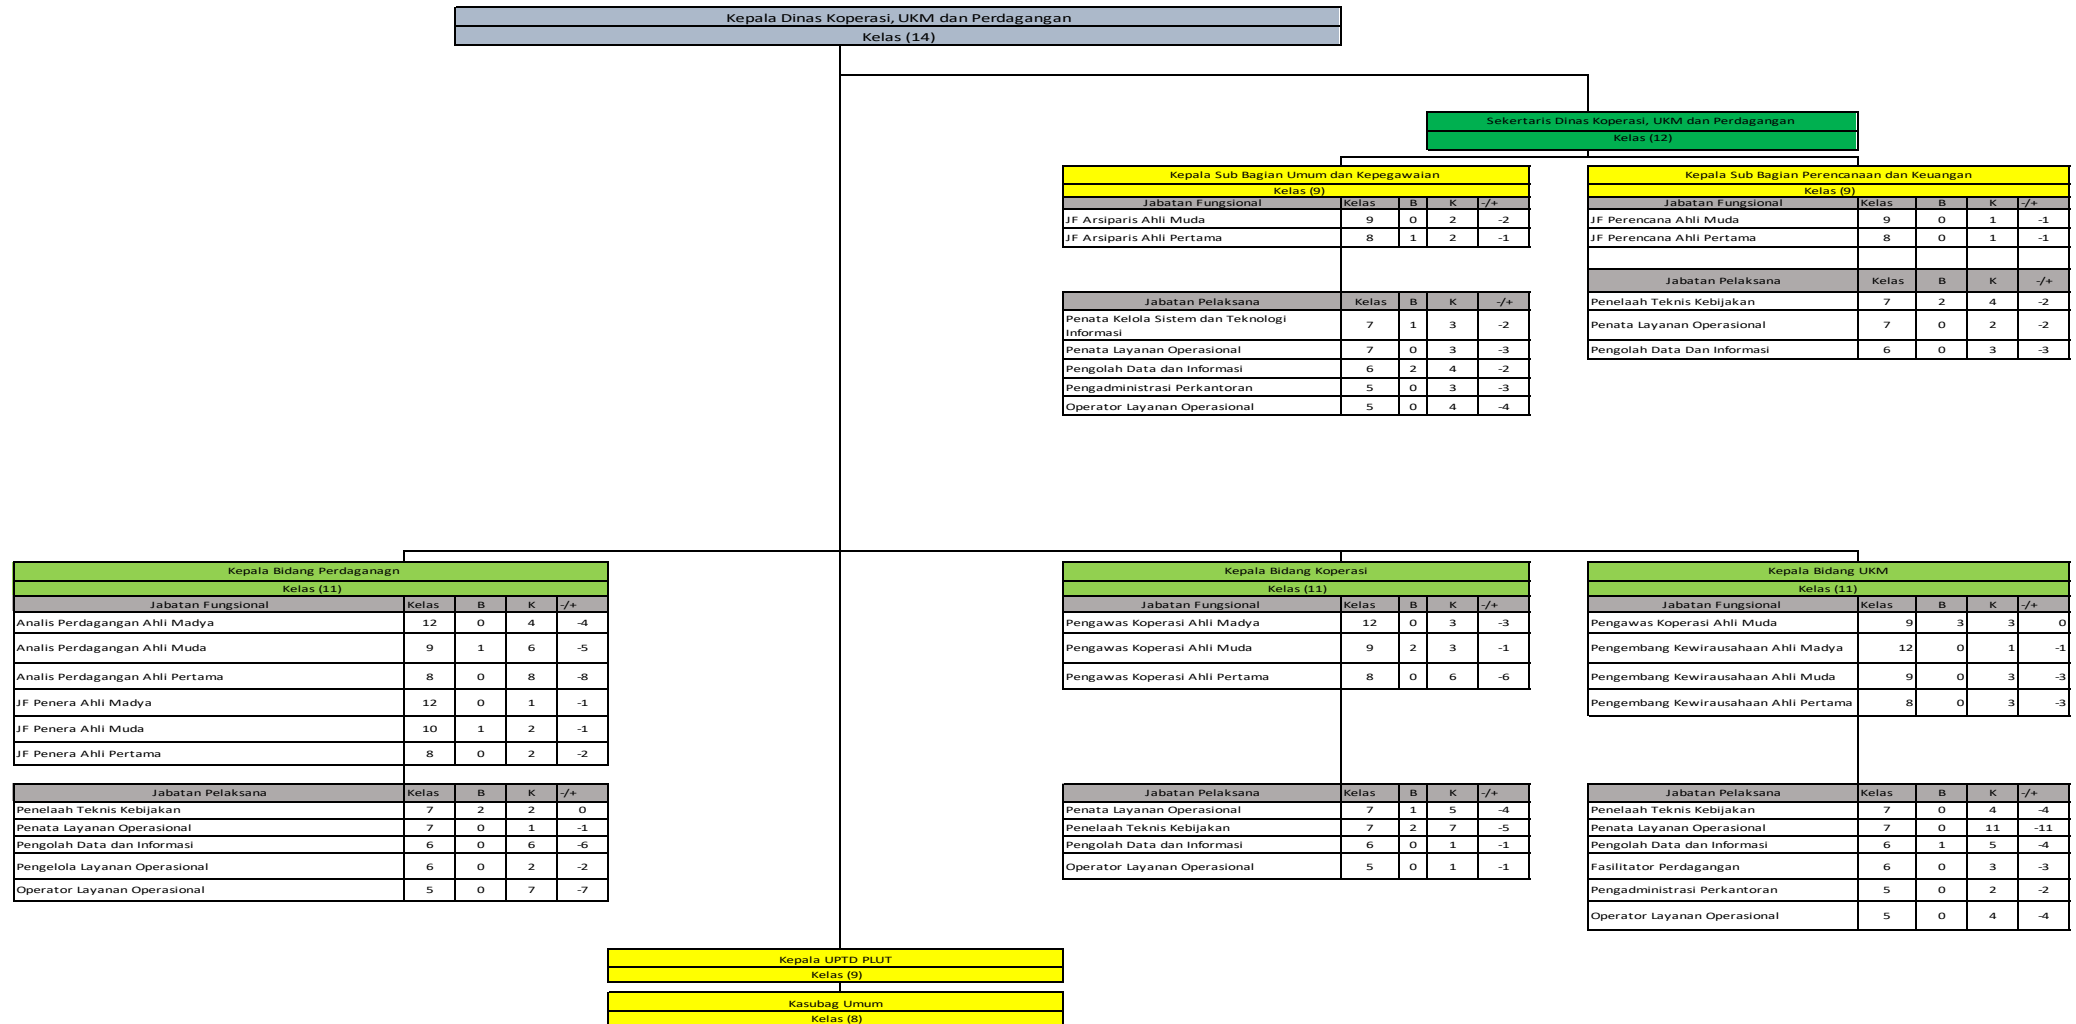 Kepala Dinas Koperasi, UKM dan Perdagangan
Kelas (14)
Sekertaris Dinas Koperasi, UKM dan Perdagangan
Kelas (12)
Kepala Sub Bagian Umum dan Kepegawaian
Kelas (9)
Jabatan Fungsional Kelas B K -/+
JF Arsiparis Ahli Muda 9 0 2 -2
JF Arsiparis Ahli Pertama 8 1 2 -1
Jabatan Pelaksana Kelas B K -/+
Penata Kelola Sistem dan Teknologi
Informasi 7 1 3 -2
Penata Layanan Operasional 7 0 3 -3
Pengolah Data dan Informasi 6 2 4 -2
Pengadministrasi Perkantoran 5 0 3 -3
Operator Layanan Operasional 5 0 4 -4
Kepala Sub Bagian Perencanaan dan Keuangan
Kelas (9)
Jabatan Fungsional Kelas B K -/+
JF Perencana Ahli Muda 9 0 1 -1
JF Perencana Ahli Pertama 8 0 1 -1
Jabatan Pelaksana Kelas B K -/+
Penelaah Teknis Kebijakan 7 2 4 -2
Penata Layanan Operasional 7 0 2 -2
Pengolah Data Dan Informasi 6 0 3 -3
Kepala Bidang Perdaganagn
Kelas (11)
Jabatan Fungsional Kelas B K -/+
Analis Perdagangan Ahli Madya 12 0 4 -4
Analis Perdagangan Ahli Muda 9 1 6 -5
Analis Perdagangan Ahli Pertama 8 0 8 -8
JF Penera Ahli Madya 12 0 1 -1
JF Penera Ahli Muda 10 1 2 -1
JF Penera Ahli Pertama 8 0 2 -2
Jabatan Pelaksana Kelas B K -/+
Penelaah Teknis Kebijakan 7 2 2 0
Penata Layanan Operasional 7 0 1 -1
Pengolah Data dan Informasi 6 0 6 -6
Pengelola Layanan Operasional 6 0 2 -2
Operator Layanan Operasional 5 0 7 -7
Kepala Bidang Koperasi
Kelas (11)
Jabatan Fungsional Kelas B K -/+
Pengawas Koperasi Ahli Madya 12 0 3 -3
Pengawas Koperasi Ahli Muda 9 2 3 -1
Pengawas Koperasi Ahli Pertama 8 0 6 -6
Jabatan Pelaksana Kelas B K -/+
Penata Layanan Operasional 7 1 5 -4
Penelaah Teknis Kebijakan 7 2 7 -5
Pengolah Data dan Informasi 6 0 1 -1
Operator Layanan Operasional 5 0 1 -1
Kepala Bidang UKM
Kelas (11)
Jabatan Fungsional Kelas B K -/+
Pengawas Koperasi Ahli Muda 9 3 3 0
Pengembang Kewirausahaan Ahli Madya 12 0 1 -1
Pengembang Kewirausahaan Ahli Muda 9 0 3 -3
Pengembang Kewirausahaan Ahli Pertama 8 0 3 -3
Jabatan Pelaksana Kelas B K -/+
Penelaah Teknis Kebijakan 7 0 4 -4
Penata Layanan Operasional 7 0 11 -11
Pengolah Data dan Informasi 6 1 5 -4
Fasilitator Perdagangan 6 0 3 -3
Pengadministrasi Perkantoran 5 0 2 -2
Operator Layanan Operasional 5 0 4 -4
Kepala UPTD PLUT
Kelas (9)
Kasubag Umum
Kelas (8)